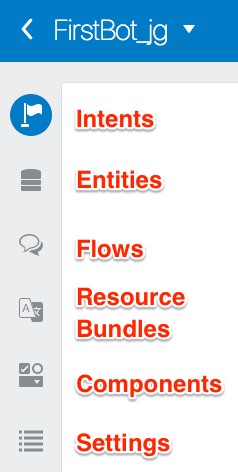 FirstBot_jg
Intents
Entities
Flows
A
Resource
Bundles
Components
Settings